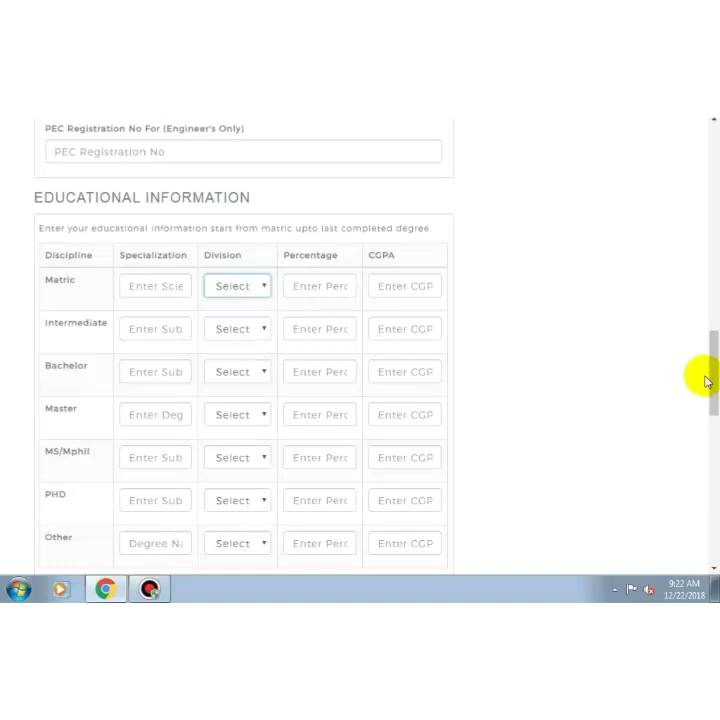 PEC Registration No For (Engineer's Only)
PEC Registration No
EDUCATIONAL INFORMATION
Enter your educational information start from matric upto last completed degree.
Discipline Specialization Division Percentage CGPA
Matric Enter Scie Select Enter Perc Enter CGP
Intermediate Enter Sub Select Enter Perc Enter CGP
Bachelor Enter Sub Select Enter Perc Enter CGP
Master Enter Deg Select Enter Perc Enter CGP
MS/Mphil Enter Sub Select Enter Perc Enter CGP
PHD Enter Sub Select Enter Perc Enter CGP
Other Degree Na Select Enter Perc Enter CGP
9:22 AM
12/22/2018